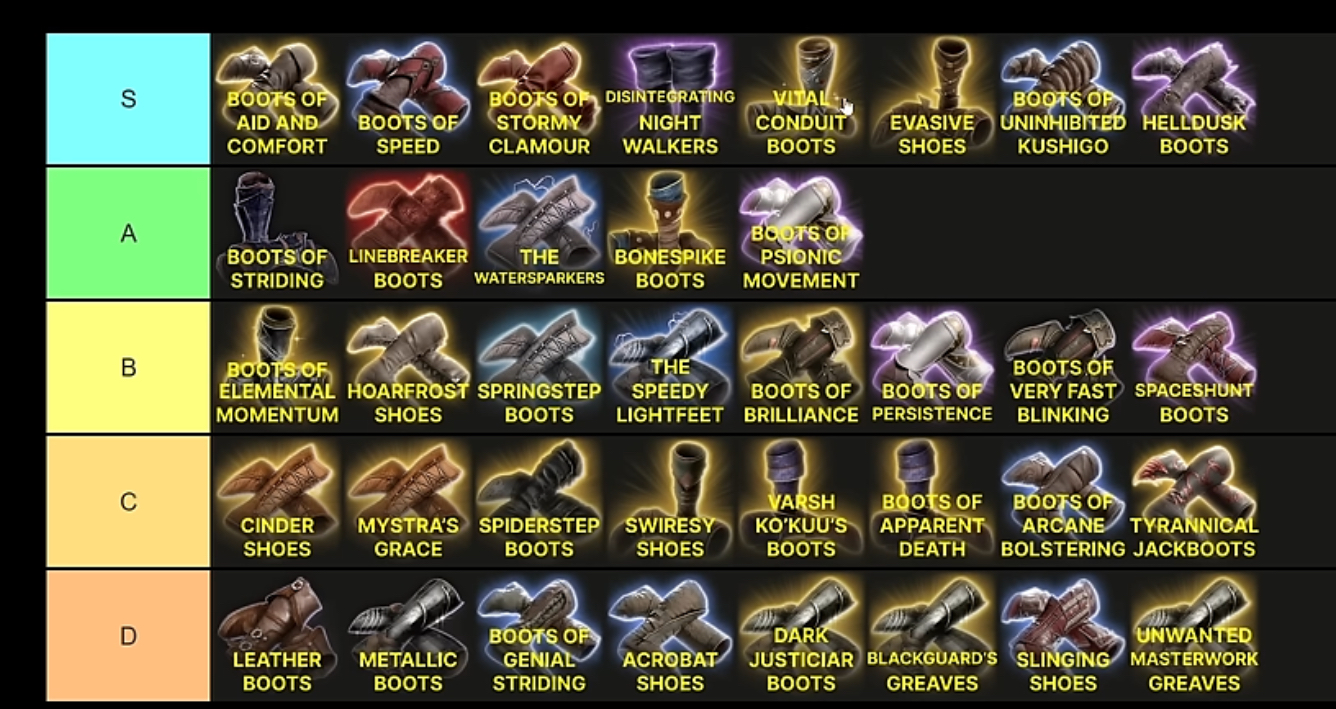 S
BOOTS OF
AID AND
COMFORT
BOOTS OF
SPEED
BOOTS OF
STORMY
CLAMOUR
DISINTEGRATING
NIGHT
WALKERS
VITAL
CONDUIT
BOOTS
EVASIVE
SHOES
BOOTS OF
UNINHIBITED
KUSHIGO
HELLDUSK
BOOTS
A
BOOTS OF
STRIDING
LINEBREAKER
BOOTS
THE
WATERSPARKERS
BONESPIKE
BOOTS
BOOTS OF
PSIONIC
MOVEMENT
B
BOOTS OF
ELEMENTAL
MOMENTUM
HOARFROST
SHOES
SPRINGSTEP
BOOTS
THE
SPEEDY
LIGHTFEET
BOOTS OF
BRILLIANCE
BOOTS OF
PERSISTENCE
BOOTS OF
VERY FAST
BLINKING
SPACESHUNT
BOOTS
C
CINDER
SHOES
MYSTRA'S
GRACE
SPIDERSTEP
BOOTS
SWIRESY
SHOES
VARSH
KO'KUU'S
BOOTS
BOOTS OF
APPARENT
DEATH
BOOTS OF
ARCANE
BOLSTERING
TYRANNICAL
JACKBOOTS
D
LEATHER
BOOTS
METALLIC
BOOTS
BOOTS OF
GENIAL
STRIDING
ACROBAT
SHOES
DARK
JUSTICIAR
BOOTS
BLACKGUARD'S
GREAVES
SLINGING
SHOES
UNWANTED
MASTERWORK
GREAVES